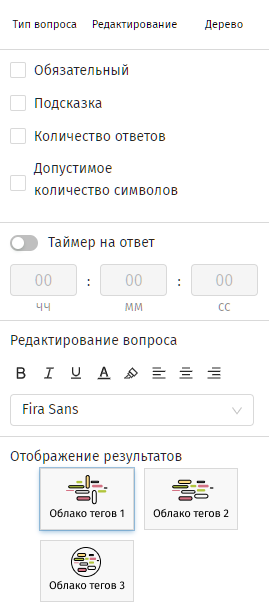 Тип вопроса Редактирование Дерево
Обязательный
Подсказка
Количество ответов
Допустимое
количество символов
Таймер на ответ
00 : 00 : 00
чч мм сс
Редактирование вопроса
B I U A
Fira Sans
Отображение результатов
Облако тегов 1 Облако тегов 2
Облако тегов 3